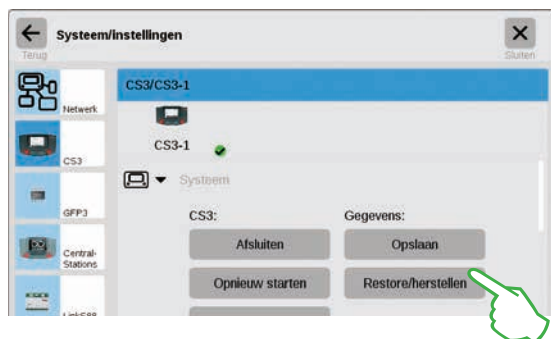 Systeem/instellingen
Terug
Sluiten
Netwerk
CS3
GFP3
Central-
Stations
LinkS88
CS3/CS3-1
CS3-1
Systeem
CS3:
Gegevens:
Afsluiten
Opslaan
Opnieuw starten
Restore/herstellen